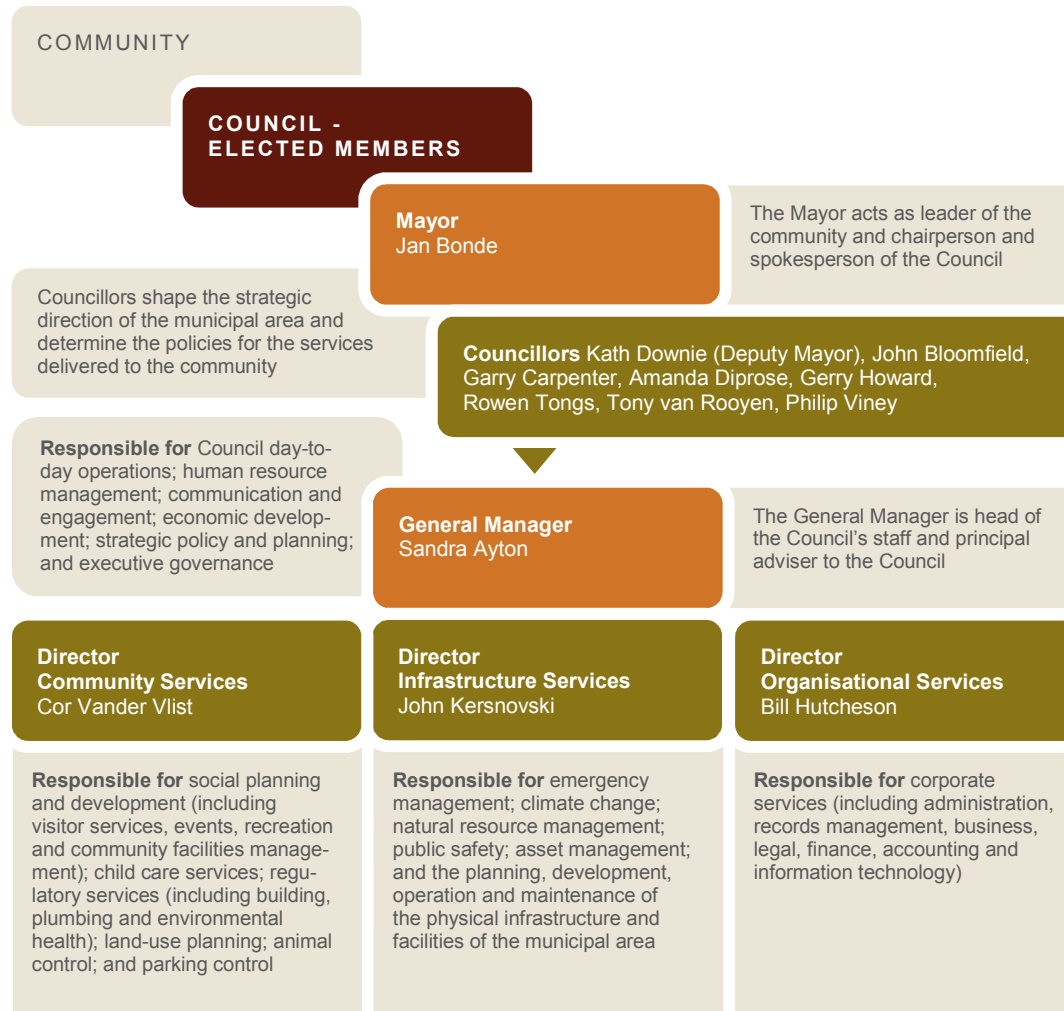 COMMUNITY
COUNCIL -
ELECTED MEMBERS
Mayor
Jan Bonde
The Mayor acts as leader of the
community and chairperson and
spokesperson of the Council
Councillors shape the strategic
direction of the municipal area and
determine the policies for the services
delivered to the community
Councillors Kath Downie (Deputy Mayor), John Bloomfield,
Garry Carpenter, Amanda Diprose, Gerry Howard,
Rowen Tongs, Tony van Rooyen, Philip Viney
Responsible for Council day-to-
day operations; human resource
management; communication and
engagement; economic develop-
ment; strategic policy and planning;
and executive governance
General Manager
Sandra Ayton
The General Manager is head of
the Council's staff and principal
adviser to the Council
Director
Community Services
Cor Vander Vlist
Director
Infrastructure Services
John Kersnovski
Director
Organisational Services
Bill Hutcheson
Responsible for social planning
and development (including
visitor services, events, recreation
and community facilities manage-
ment); child care services; regu-
latory services (including building,
plumbing and environmental
health); land-use planning; animal
control; and parking control
Responsible for emergency
management; climate change;
natural resource management;
public safety; asset management;
and the planning, development,
operation and maintenance of
the physical infrastructure and
facilities of the municipal area
Responsible for corporate
services (including administration,
records management, business,
legal, finance, accounting and
information technology)